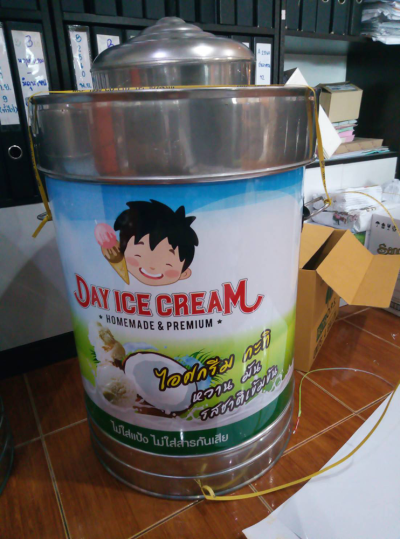 DAY ICE CREAM
★ HOMEMADE & PREMIUM ★
ไอศกรีม กะทิ
หวาน มัน
รสชาติเข้มข้น
ไม่ใส่แป้ง ไม่ใส่สารกันเสีย